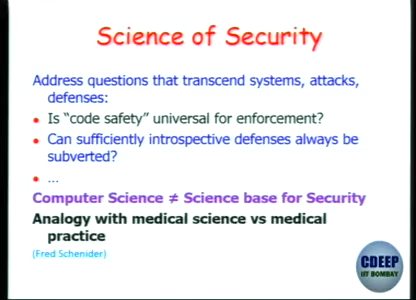 Science of Security
Address questions that transcend systems, attacks,
defenses:
• Is "code safety" universal for enforcement?
• Can sufficiently introspective defenses always be
subverted?
• ...
Computer Science ≠ Science base for Security
Analogy with medical science vs medical
practice
(Fred Schenider)
CDEEP
IIT BOMBAY